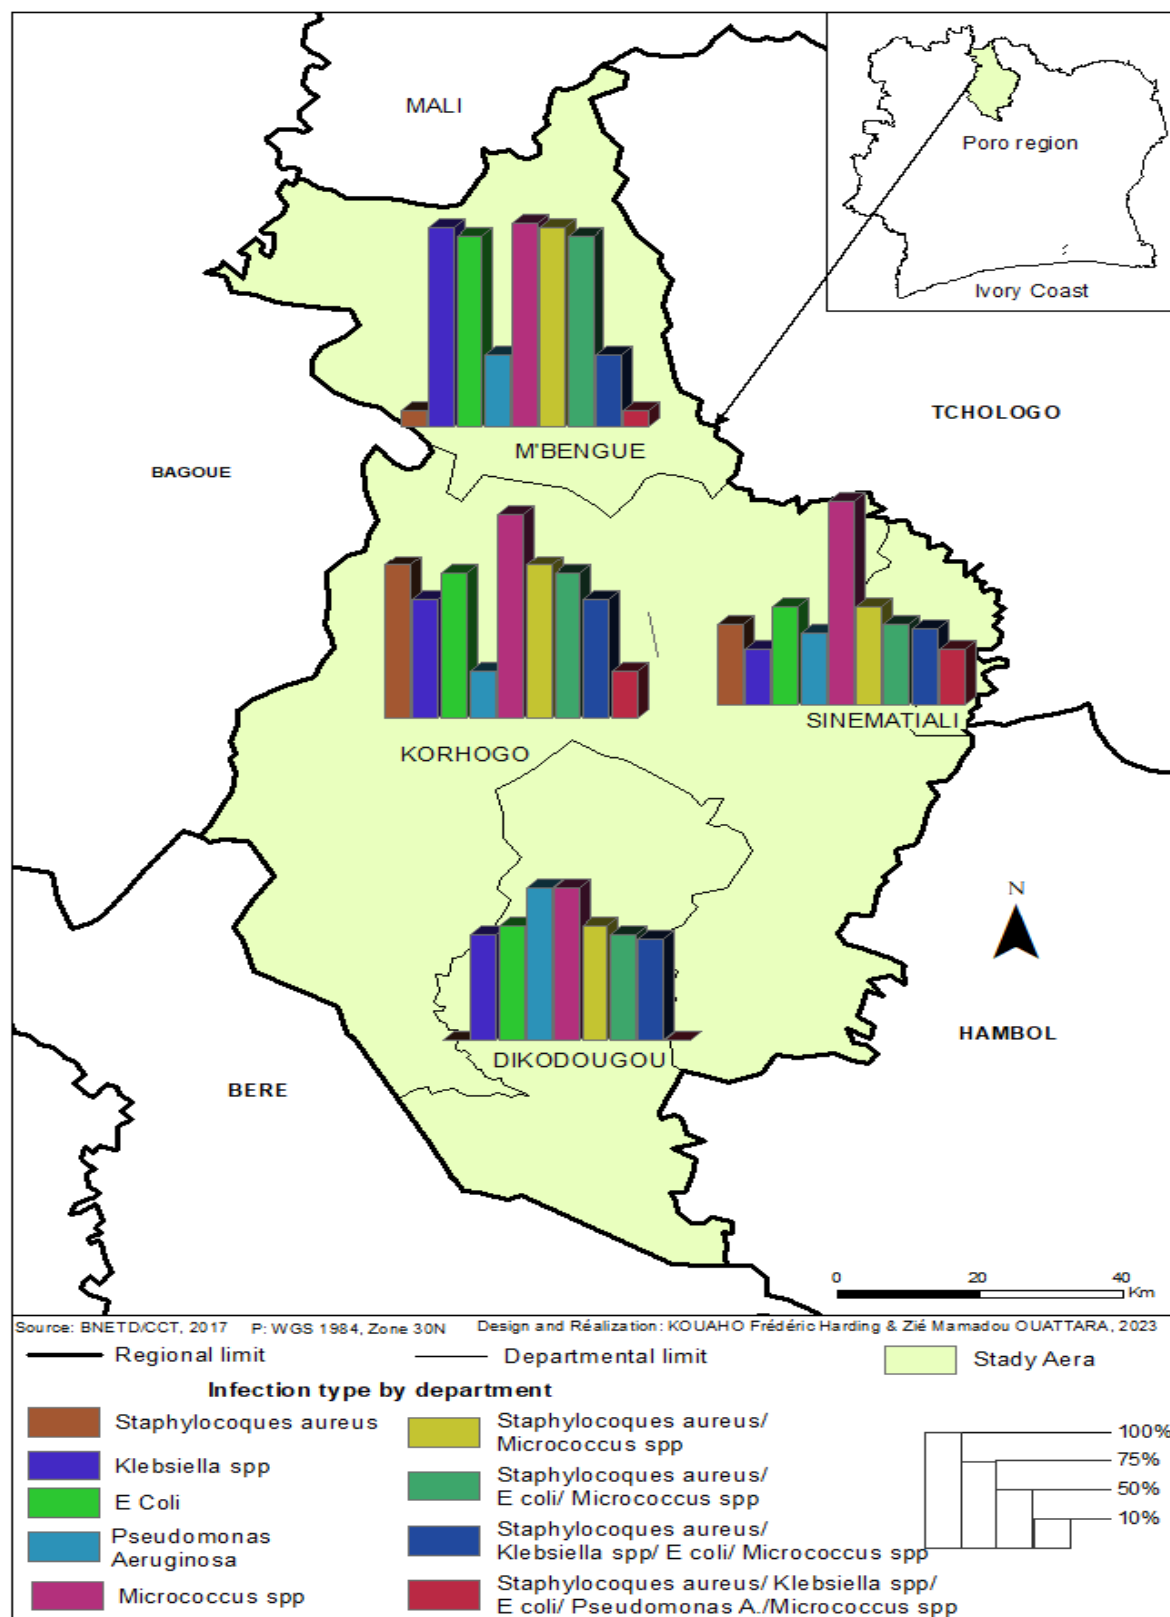 MALI
Poro region
Ivory Coast
TCHOLOGO
BAGOUE
M'BENGUE
KORHOGO
SINEMATIALI
N
DIKODOUGOU
HAMBOL
BERE
0 20 40
Km
Source: BNETD/CCT, 2017 P: WGS 1984, Zone 30N Design and Réalization: KOUAHO Frédéric Harding & Zié Mamadou OUATTARA, 2023
Regional limit
Departmental limit
Stady Aera
Infection type by department
Staphylocoques aureus
Klebsiella spp
E Coli
Pseudomonas
Aeruginosa
Micrococcus spp
Staphylocoques aureus/
Micrococcus spp
Staphylocoques aureus/
E coli/ Micrococcus spp
Staphylocoques aureus/
Klebsiella spp/ E coli/ Micrococcus spp
Staphylocoques aureus/ Klebsiella spp/
E coli/ Pseudomonas A./Micrococcus spp
100%
75%
50%
10%